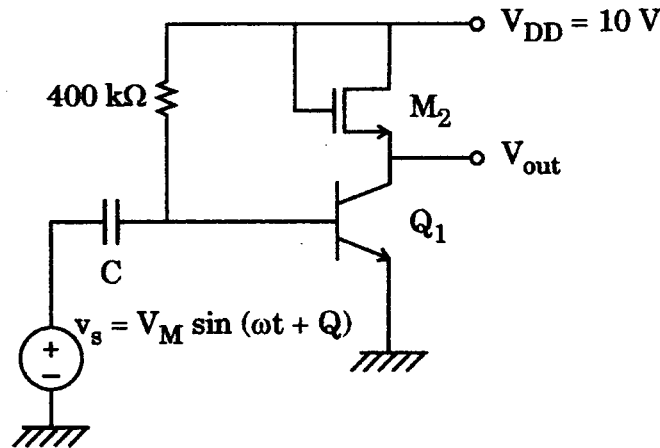 V_DD = 10 V
400 kΩ
M_2
V_out
Q_1
C
v_s = V_M sin (ωt + Q)
+
−